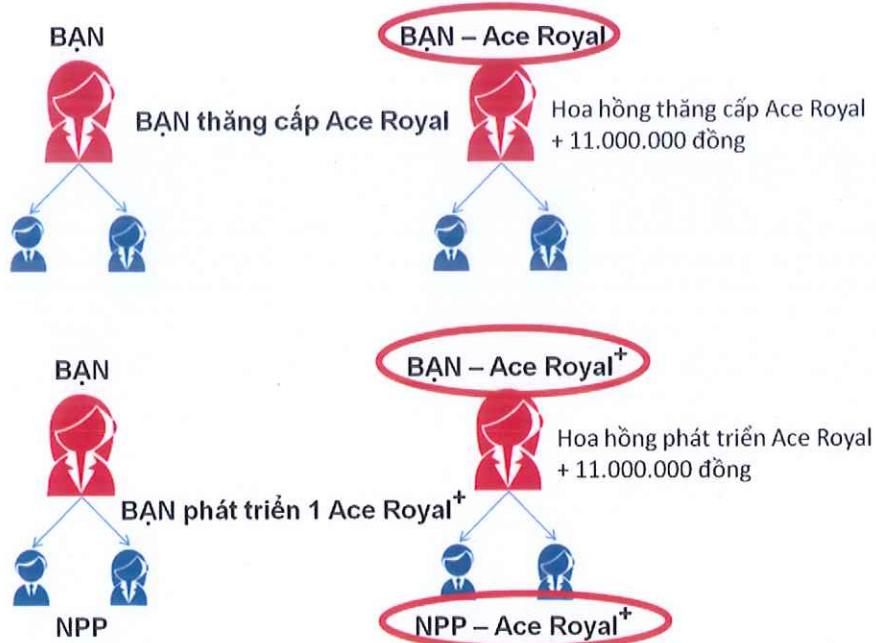 BẠN
BẠN – Ace Royal
BẠN thăng cấp Ace Royal
Hoa hồng thăng cấp Ace Royal
+ 11.000.000 đồng
BẠN
BẠN – Ace Royal⁺
Hoa hồng phát triển Ace Royal
+ 11.000.000 đồng
BẠN phát triển 1 Ace Royal⁺
NPP
NPP – Ace Royal⁺